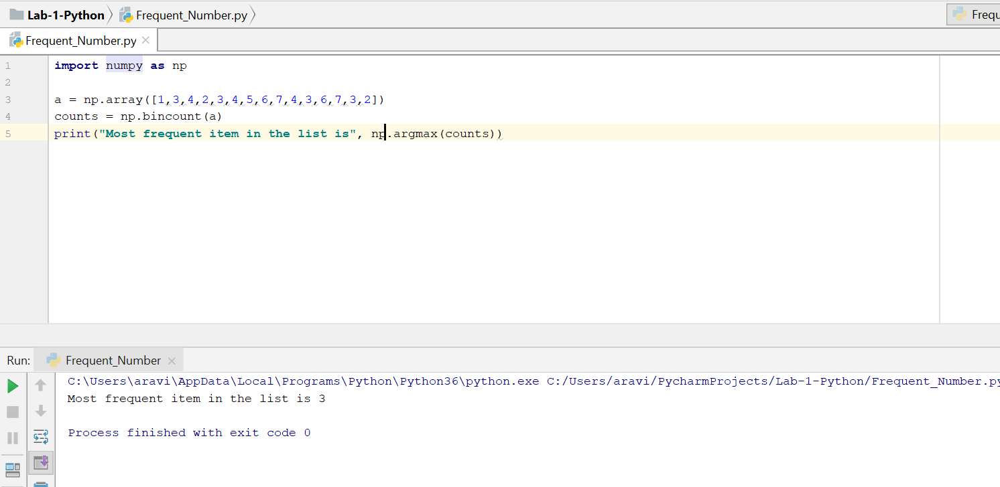 Lab-1-Python Frequent_Number.py Frequ
Frequent_Number.py
1 import numpy as np
2
3 a = np.array([1,3,4,2,3,4,5,6,7,4,3,6,7,3,2])
4 counts = np.bincount(a)
5 print("Most frequent item in the list is", np.argmax(counts))
Run: Frequent_Number
C:\Users\aravi\AppData\Local\Programs\Python\Python36\python.exe C:/Users/aravi/PycharmProjects/Lab-1-Python/Frequent_Number.py
Most frequent item in the list is 3
Process finished with exit code 0